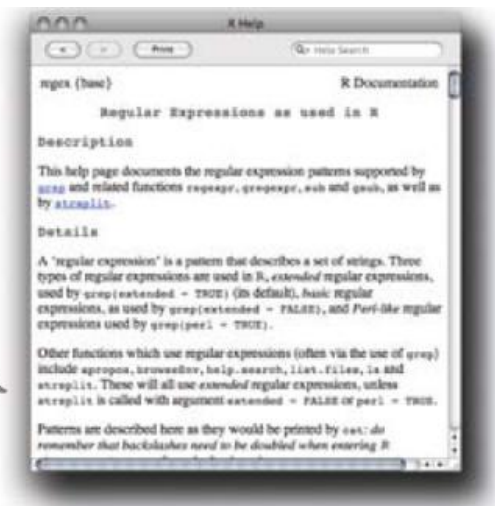 R Help
Print
Help Search
regex {base} R Documentation
Regular Expressions as used in R
Description
This help page documents the regular expression patterns supported by
grep and related functions regexpr, gregexpr, sub and gsub, as well as
by strsplit.
Details
A 'regular expression' is a pattern that describes a set of strings. Three
types of regular expressions are used in R, extended regular expressions,
used by grep(extended = TRUE) (its default), basic regular
expressions, as used by grep(extended = FALSE), and Perl-like regular
expressions used by grep(perl = TRUE).
Other functions which use regular expressions (often via the use of grep)
include apropos, browseEnv, help.search, list.files, ls and
strsplit. These will all use extended regular expressions, unless
strsplit is called with argument extended = FALSE or perl = TRUE.
Patterns are described here as they would be printed by cat: do
remember that backslashes need to be doubled when entering R